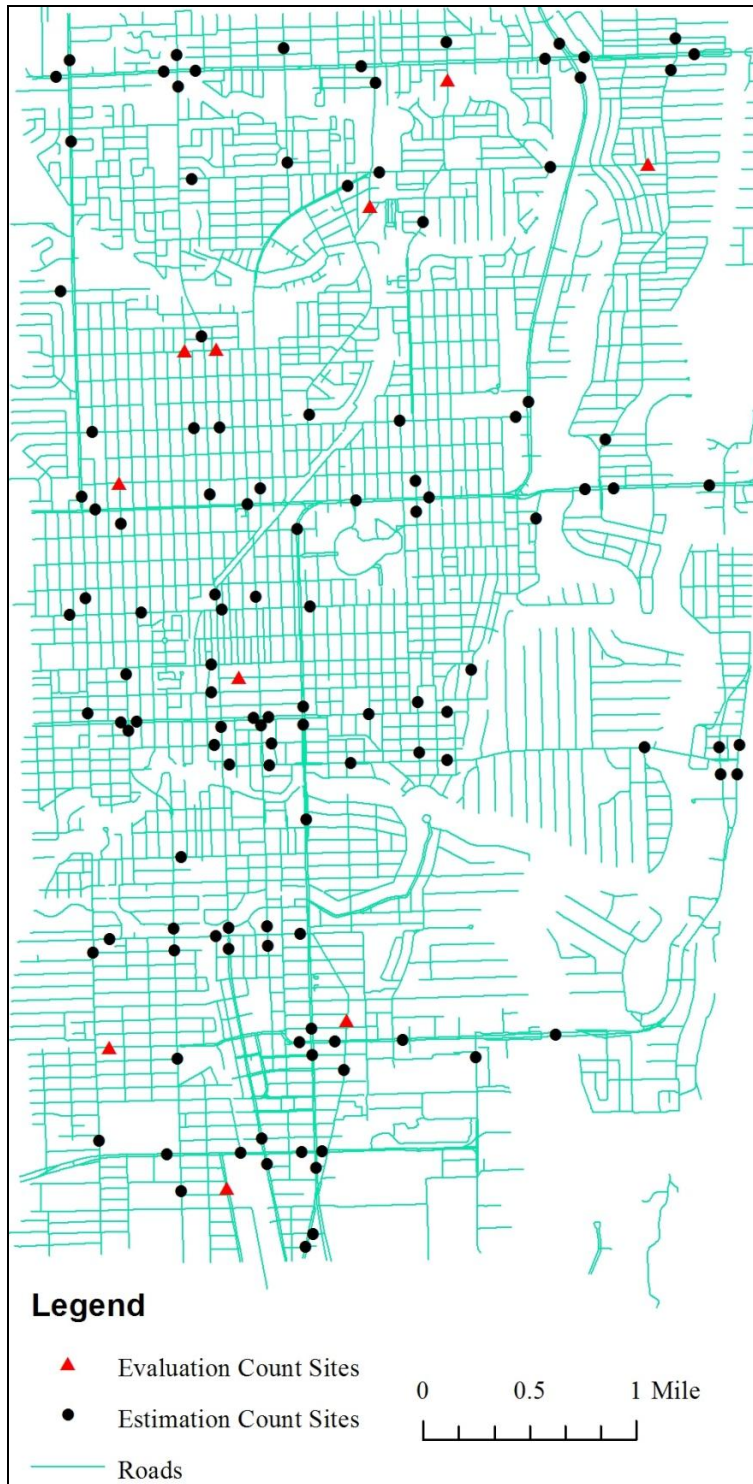 Legend
Evaluation Count Sites
Estimation Count Sites
Roads
0 0.5 1 Mile